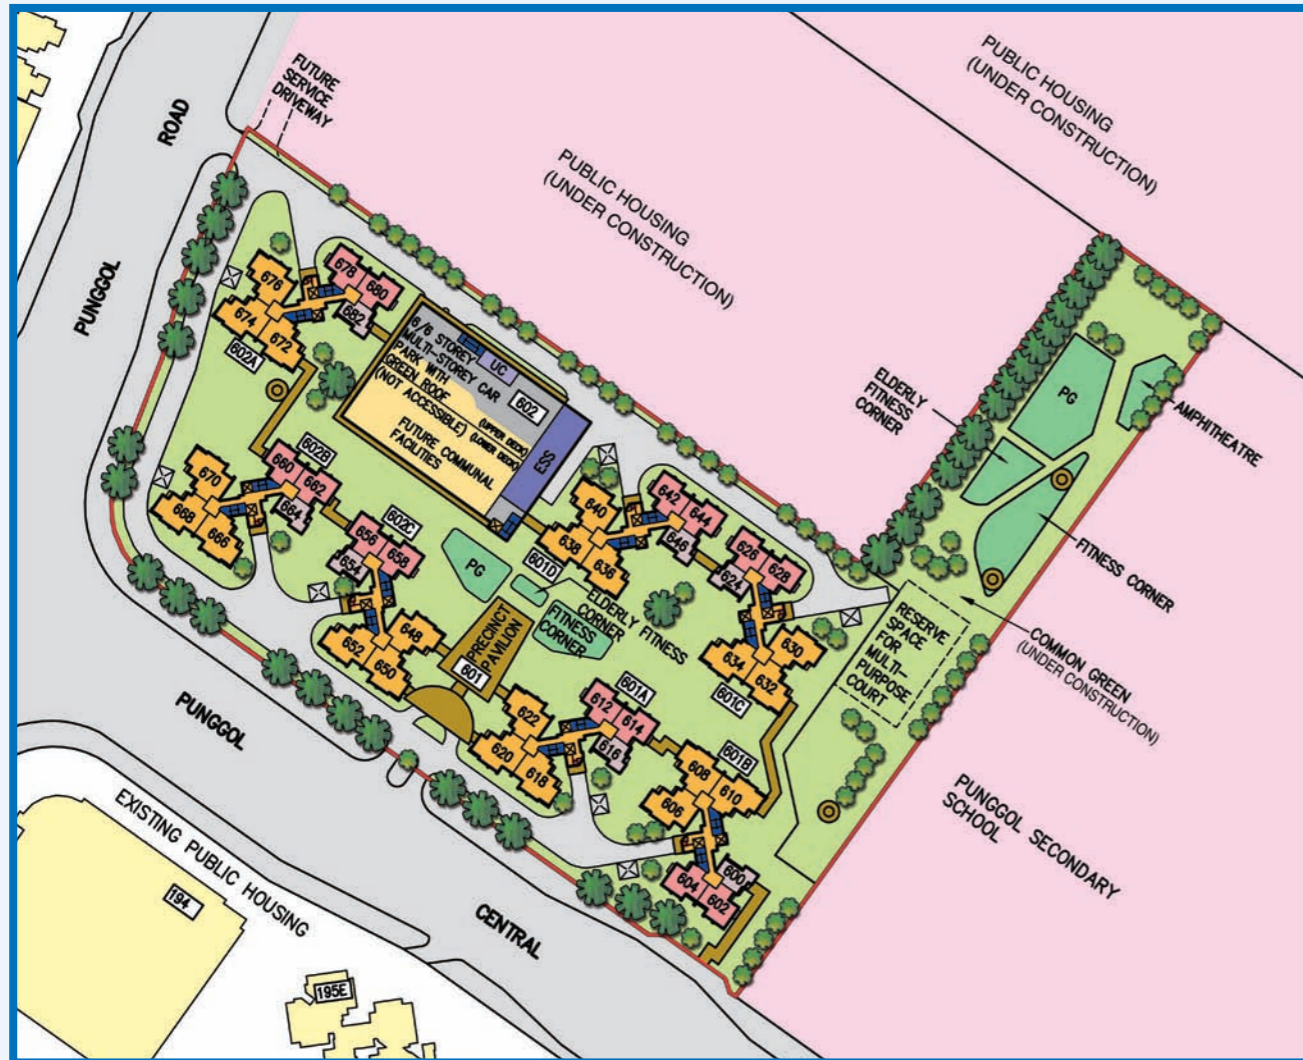 PUBLIC HOUSING
(UNDER CONSTRUCTION)
PUBLIC HOUSING
(UNDER CONSTRUCTION)
FUTURE
SERVICE
DRIVEWAY
ROAD
PUNGGOL
676
674
672
602A
678
680
682
6/6 STOREY
MULTI-STOREY CAR
PARK WITH
GREEN ROOF
(NOT ACCESSIBLE)
(UPPER DECK)
(LOWER DECK)
UC
602
ESS
FUTURE COMMUNAL
FACILITIES
ELDERLY
FITNESS
CORNER
PG
AMPHITHEATRE
FITNESS CORNER
COMMON GREEN
(UNDER CONSTRUCTION)
RESERVE
SPACE
FOR
MULTI-
PURPOSE
COURT
602B
660
662
664
670
668
666
602C
656
658
654
648
652
650
PG
640
638
636
601D
642
644
646
626
628
624
630
634
632
601C
ELDERLY FITNESS
CORNER
FITNESS
CORNER
PRECINCT
PAVILION
601
601A
612
614
616
622
620
618
601B
608
610
606
600
604
602
PUNGGOL
CENTRAL
PUNGGOL SECONDARY
SCHOOL
EXISTING PUBLIC HOUSING
194
195E